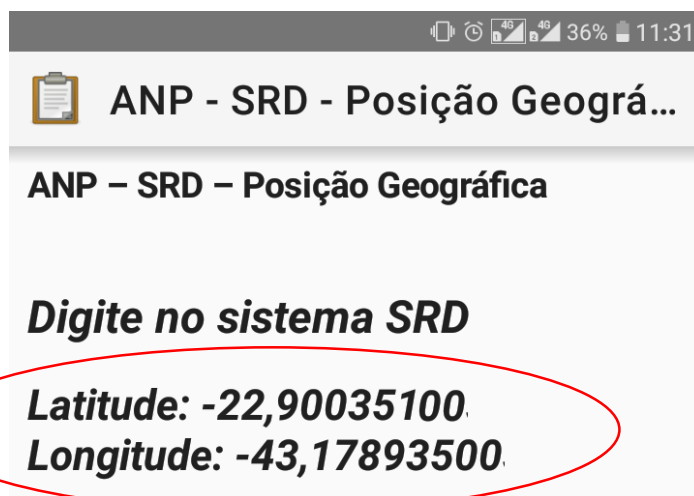 36% 11:31
ANP - SRD - Posição Geográ...
ANP – SRD – Posição Geográfica
Digite no sistema SRD
Latitude: -22,90035100
Longitude: -43,17893500